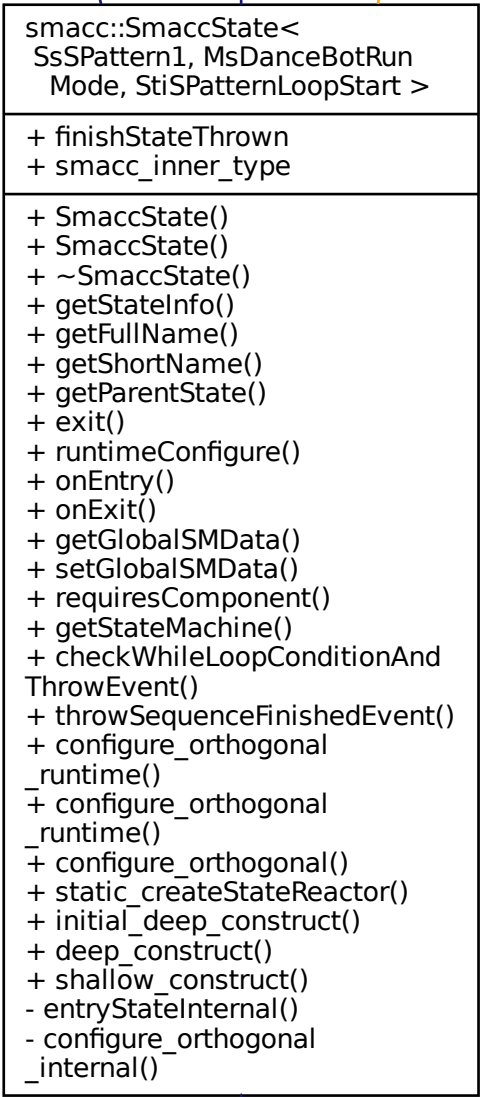 smacc::SmaccState<
SsSPattern1, MsDanceBotRun
Mode, StiSPatternLoopStart >
+ finishStateThrown
+ smacc_inner_type
+ SmaccState()
+ SmaccState()
+ ~SmaccState()
+ getStateInfo()
+ getFullName()
+ getShortName()
+ getParentState()
+ exit()
+ runtimeConfigure()
+ onEntry()
+ onExit()
+ getGlobalSMData()
+ setGlobalSMData()
+ requiresComponent()
+ getStateMachine()
+ checkWhileLoopConditionAnd
ThrowEvent()
+ throwSequenceFinishedEvent()
+ configure_orthogonal
_runtime()
+ configure_orthogonal
_runtime()
+ configure_orthogonal()
+ static_createStateReactor()
+ initial_deep_construct()
+ deep_construct()
+ shallow_construct()
- entryStateInternal()
- configure_orthogonal
_internal()